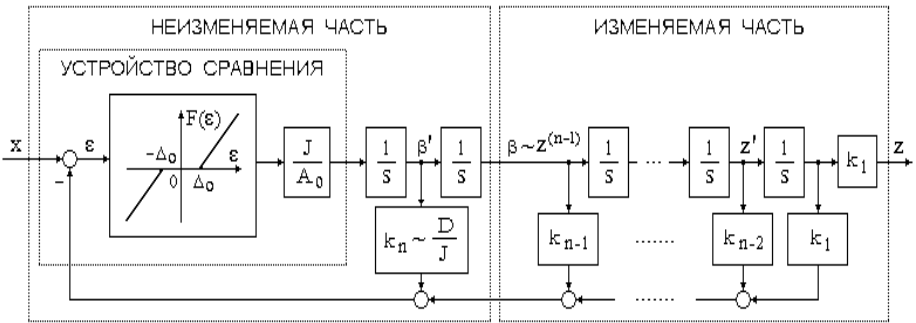 НЕИЗМЕНЯЕМАЯ ЧАСТЬ
ИЗМЕНЯЕМАЯ ЧАСТЬ
УСТРОЙСТВО СРАВНЕНИЯ
x
ε
-
F(ε)
-Δ₀
ε
0
Δ₀
J
A₀
1
s
β'
1
s
β~z⁽ⁿ⁻¹⁾
1
s
.....
1
s
z'
1
s
k₁
z
kₙ ~ D
J
kₙ₋₁
.......
kₙ₋₂
k₁
......